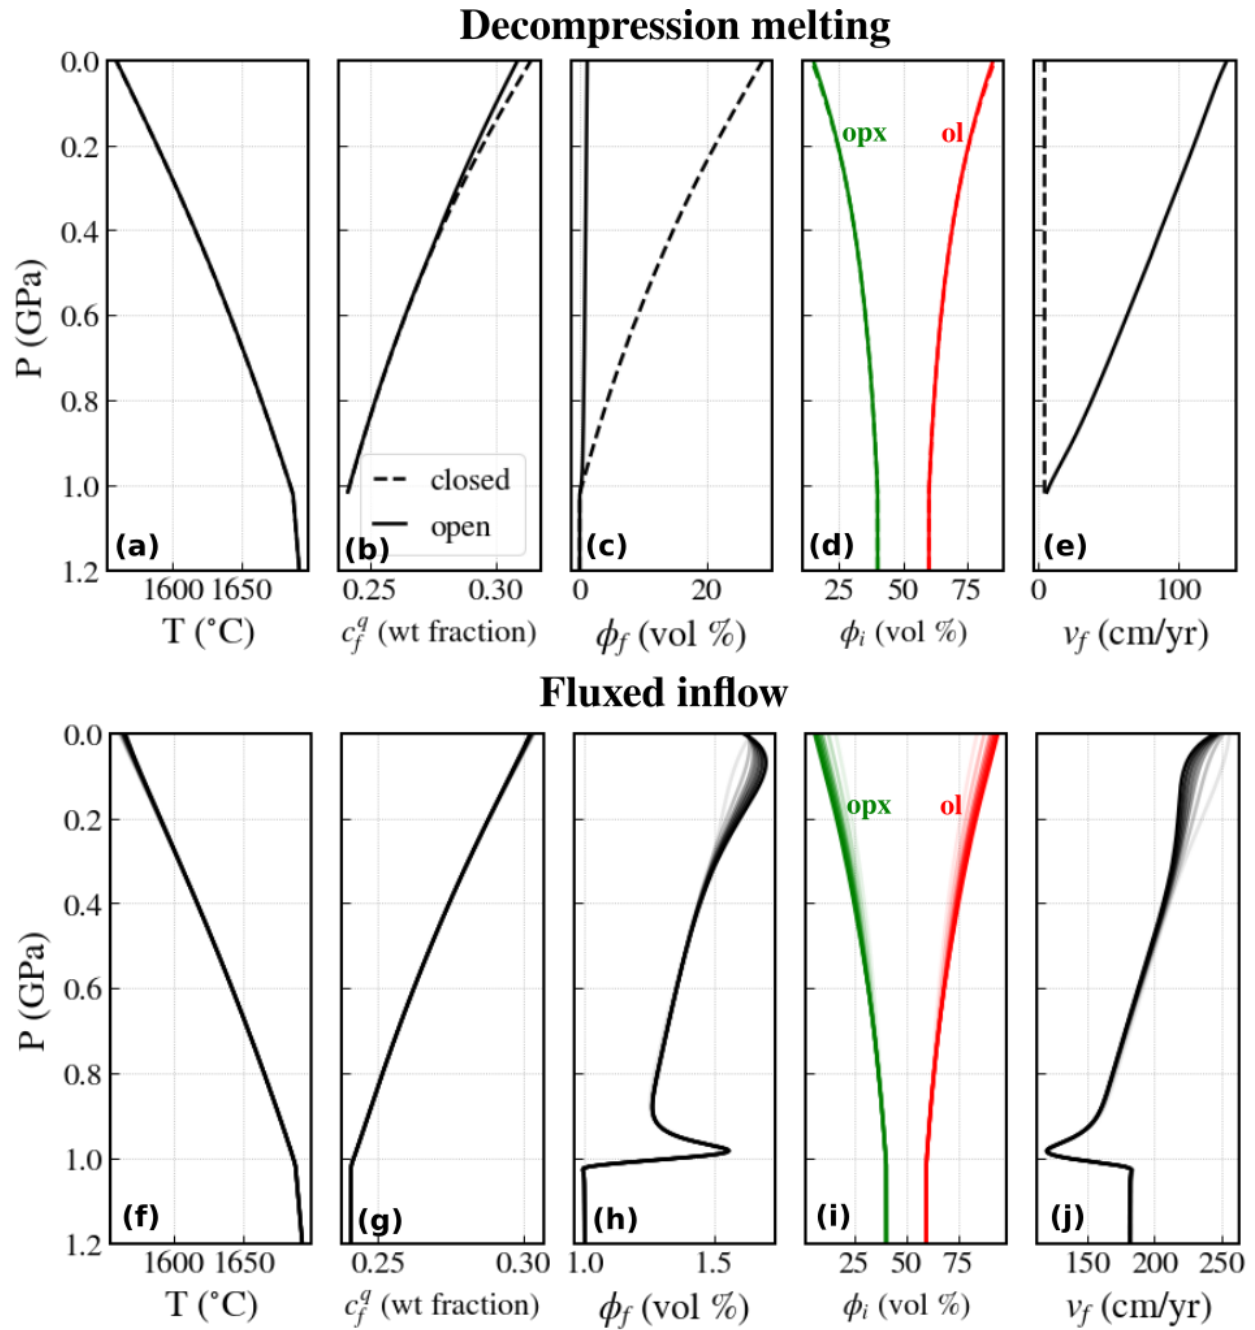 Decompression melting
0.0
0.2
0.4
0.6
0.8
1.0
1.2
P (GPa)
opx
ol
closed
open
(a) (b) (c) (d) (e)
1600 1650 0.25 0.30 0 20 25 50 75 0 100
T (°C) c_f^q (wt fraction) ϕ_f (vol %) ϕ_i (vol %) v_f (cm/yr)
Fluxed inflow
0.0
0.2
0.4
0.6
0.8
1.0
1.2
P (GPa)
opx
ol
(f) (g) (h) (i) (j)
1600 1650 0.25 0.30 1.0 1.5 25 50 75 150 200 250
T (°C) c_f^q (wt fraction) ϕ_f (vol %) ϕ_i (vol %) v_f (cm/yr)